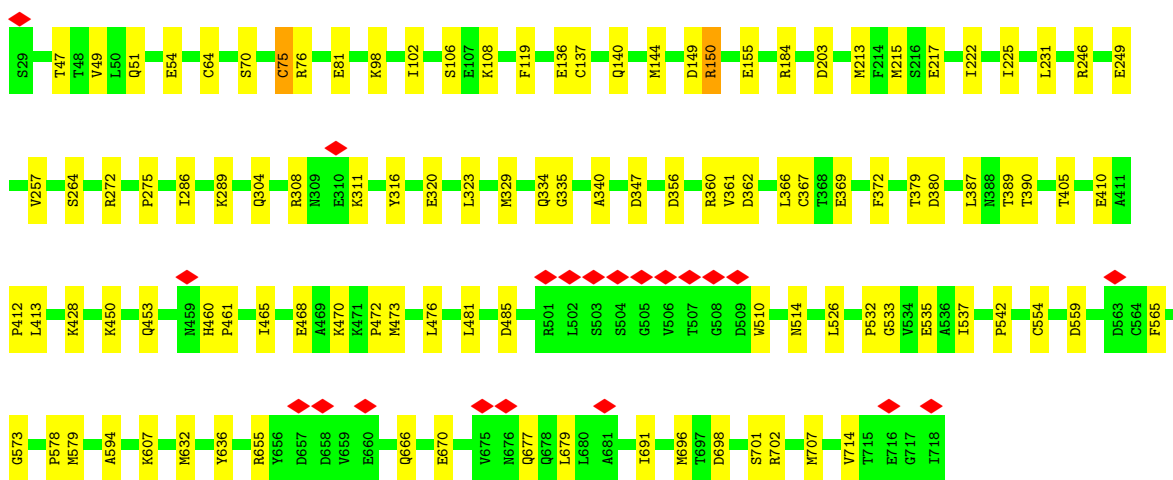 S29 T47 T48 V49 L50 Q51 E54 C64 S70 C75 R76 E81 K98 I102 S106 E107 K108 F119 E136 C137 Q140 M144 D149 R150 E155 R184 D203 M213 F214 M215 S216 E217 I222 I225 L231 R246 E249
V257 S264 R272 P275 I286 K289 Q304 R308 N309 E310 K311 Y316 E320 L323 M329 Q334 G335 A340 D347 D356 R360 V361 D362 L366 C367 T368 E369 F372 T379 D380 L387 N388 T389 T390 T405 E410 A411
P412 L413 K428 K450 Q453 N459 H460 P461 I465 E468 A469 K470 K471 P472 M473 L476 L481 D485 R501 L502 S503 S504 G505 V506 T507 G508 D509 W510 N514 L526 P532 G533 V534 E535 A536 I537 P542 C554 D559 D563 C564 F565
G573 P578 M579 A594 K607 M632 Y636 R655 Y656 D657 D658 V659 E660 Q666 E670 V675 N676 Q677 Q678 L679 L680 A681 I691 M696 T697 D698 S701 R702 M707 V714 T715 E716 G717 I718